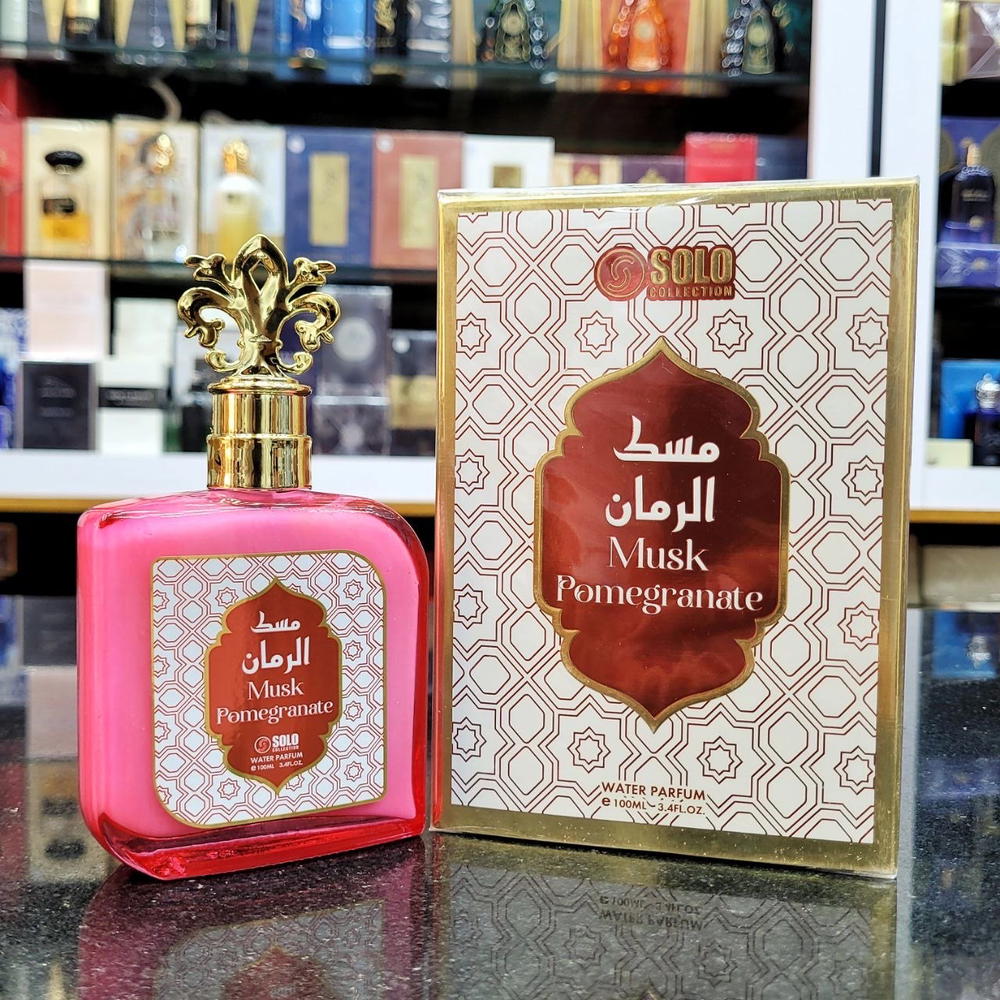 مسك
الرمان
Musk
Pomegranate
SOLO
COLLECTION
WATER PARFUM
e 100ML 3.4FL.OZ.
SOLO
COLLECTION
مسك
الرمان
Musk
Pomegranate
WATER PARFUM
e 100ML - 3.4FL.OZ.